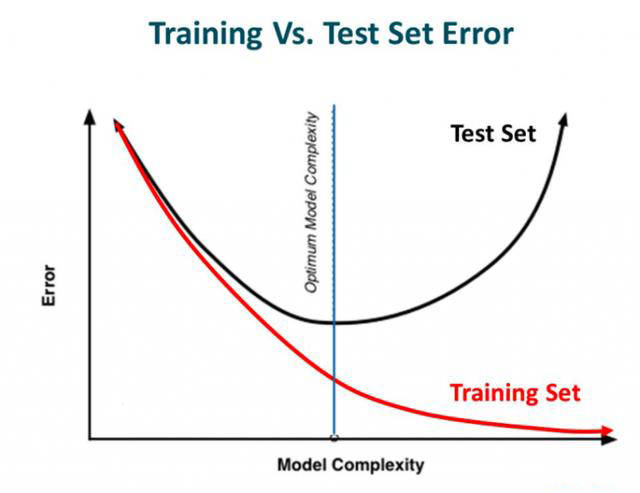 Training Vs. Test Set Error
Optimum Model Complexity
Test Set
Error
Training Set
Model Complexity